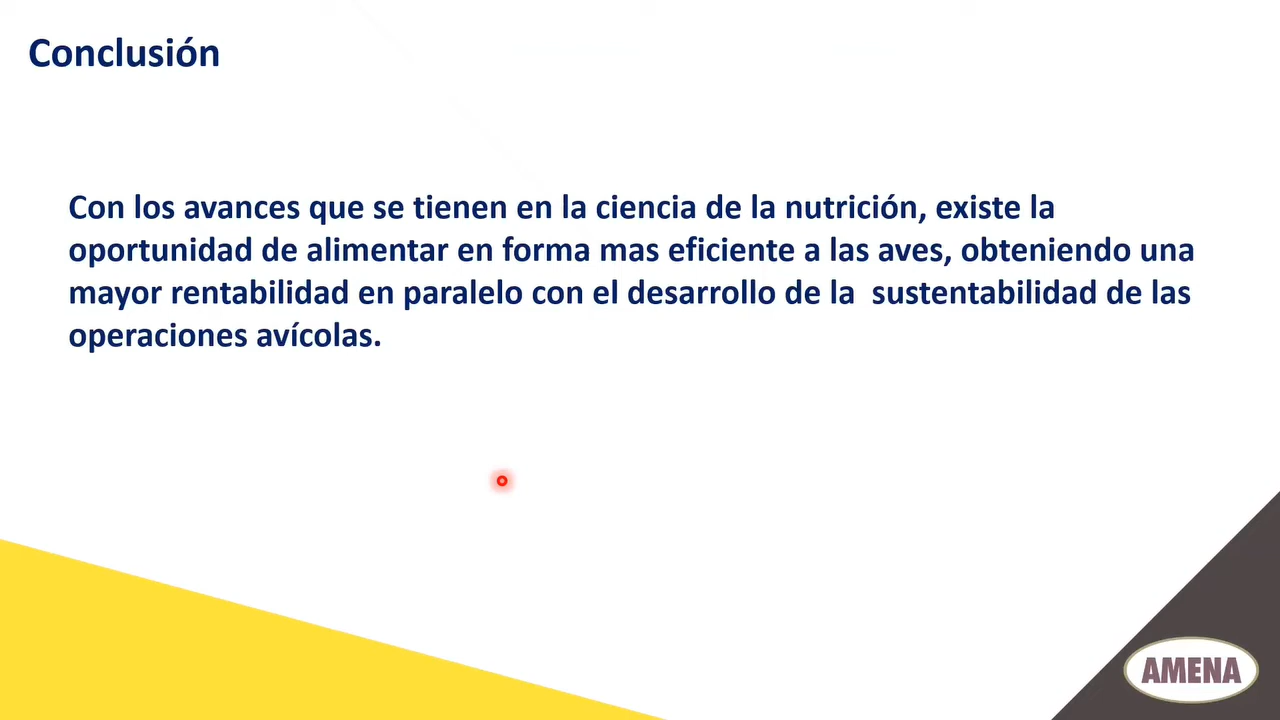 Conclusión
Con los avances que se tienen en la ciencia de la nutrición, existe la
oportunidad de alimentar en forma mas eficiente a las aves, obteniendo una
mayor rentabilidad en paralelo con el desarrollo de la  sustentabilidad de las
operaciones avícolas.
AMENA